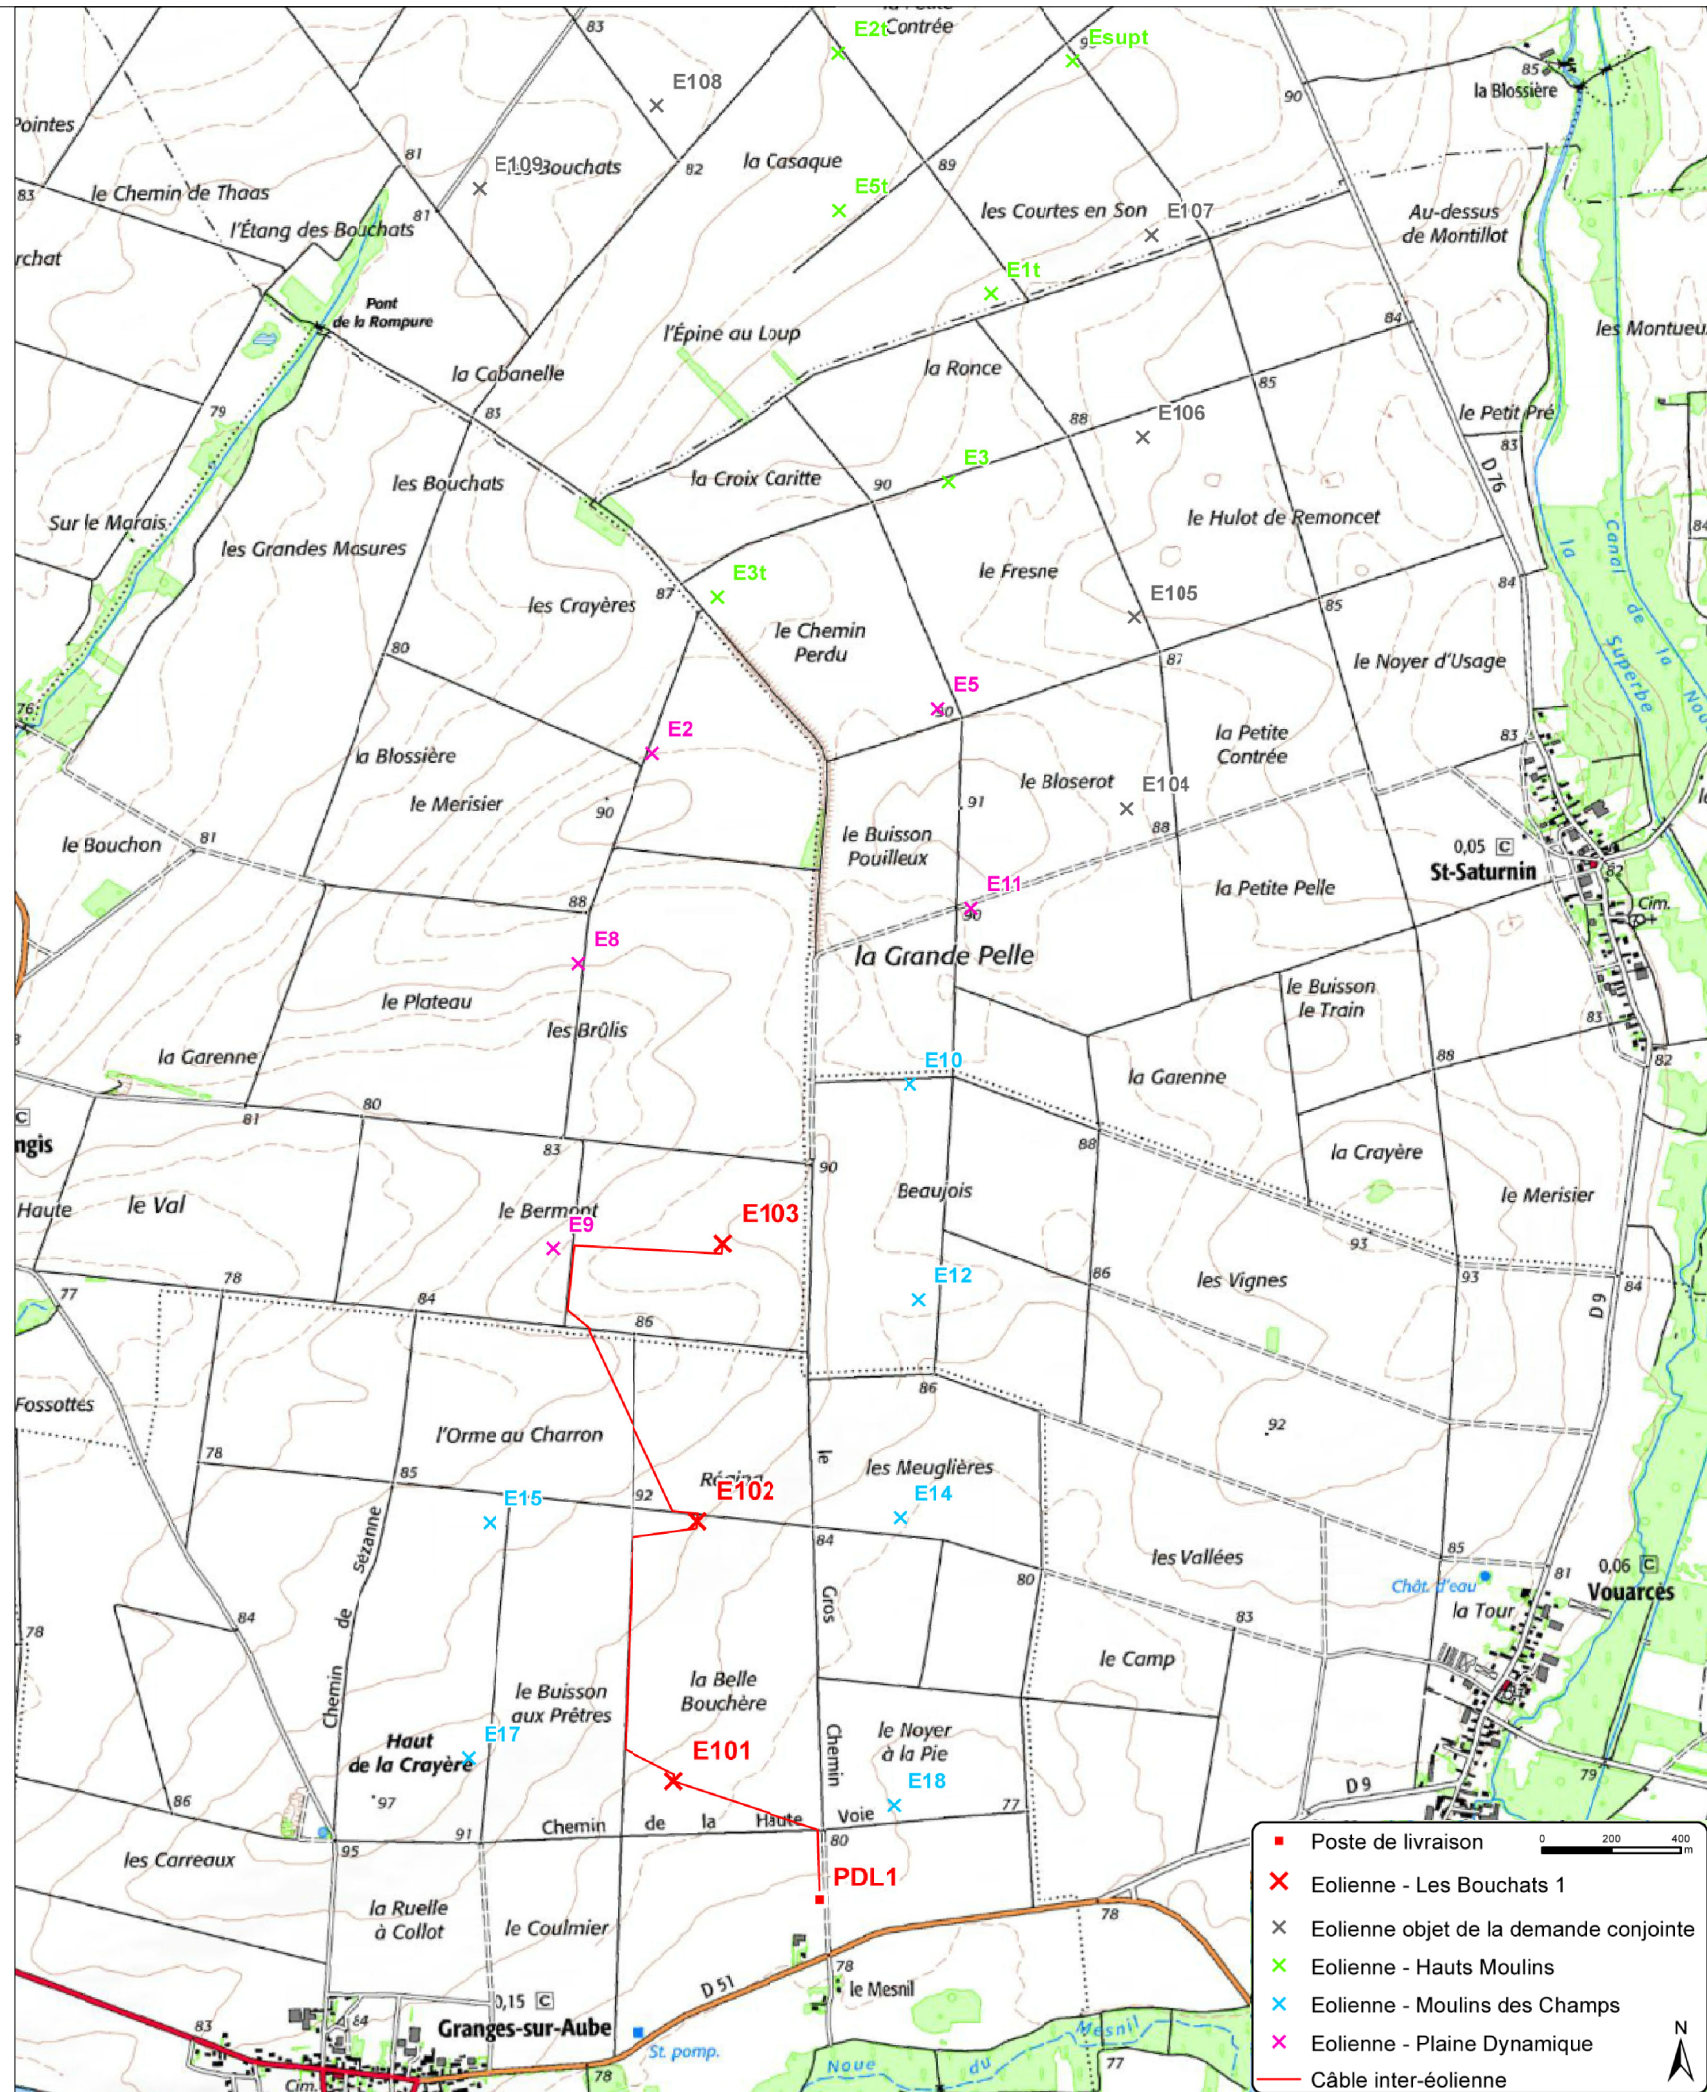 la Petite
Contrée
83
E2t
Esupt
E108
85
la Blossière
90
Pointes
81
E109
Bouchats
82
la Casaque
89
83
le Chemin de Thaas
E5t
81
l'Étang des Bouchats
les Courtes en Son
E107
Au-dessus
de Montillot
rchat
E1t
Pont
de la Rompure
84
les Montueu
l'Épine au Loup
la Cabanelle
la Ronce
85
79
83
88
E106
le Petit Pré
83
les Bouchats
la Croix Caritte
90
E3
D 76
Sur le Marais
les Grandes Masures
le Hulot de Remoncet
84
Canal de la Nou
la Superbe
le Fresne
E3t
87
84
les Crayères
E105
85
le Chemin
Perdu
80
87
le Noyer d'Usage
E5
90
76
E2
83
la Blossière
la Petite
Contrée
le Bloserot
E104
le Merisier
90
91
88
le Bouchon
81
le Buisson
Pouilleux
0,05 C
St-Saturnin
82
E11
90
la Petite Pelle
88
Cim.
E8
la Grande Pelle
le Plateau
le Buisson
le Train
les Brûlis
83
la Garenne
E10
88
82
la Garenne
80
81
C
ngis
83
88
la Crayère
90
Haute
le Val
le Bermont
Beaujois
le Merisier
E9
E103
93
78
E12
86
les Vignes
93
84
77
84
86
D 9
86
Fossottes
92
l'Orme au Charron
78
85
le
les Meuglières
92
E102
E14
E15
84
85
les Vallées
0,06 C
Vouarces
81
Chât. d'eau
la Tour
80
Chemin de Sézanne
84
78
Gros
83
le Camp
la Belle
Bouchère
le Buisson
aux Prêtres
Haut
de la Crayère
E17
E101
Chemin
le Noyer
à la Pie
E18
79
D 9
97
86
77
Chemin de la Haute Voie
91
80
95
les Carreaux
PDL1
la Ruelle
à Collot
le Coulmier
78
78
D 51
le Mesnil
0,15 C
83
84
Granges-sur-Aube
St. pomp.
Noue du Mesnil
77
78
Cim.
Poste de livraison
0 200 400
m
Eolienne - Les Bouchats 1
Eolienne objet de la demande conjointe
Eolienne - Hauts Moulins
Eolienne - Moulins des Champs
Eolienne - Plaine Dynamique
Câble inter-éolienne
N